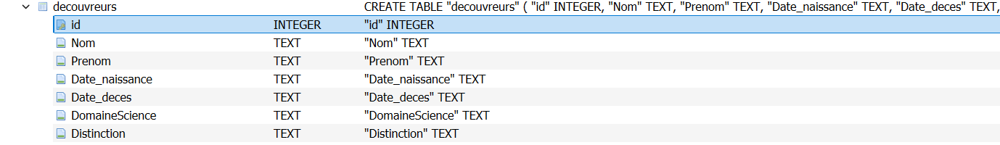 decouvreurs CREATE TABLE "decouvreurs" ( "id" INTEGER, "Nom" TEXT, "Prenom" TEXT, "Date_naissance" TEXT, "Date_deces" TEXT,
id INTEGER "id" INTEGER
Nom TEXT "Nom" TEXT
Prenom TEXT "Prenom" TEXT
Date_naissance TEXT "Date_naissance" TEXT
Date_deces TEXT "Date_deces" TEXT
DomaineScience TEXT "DomaineScience" TEXT
Distinction TEXT "Distinction" TEXT